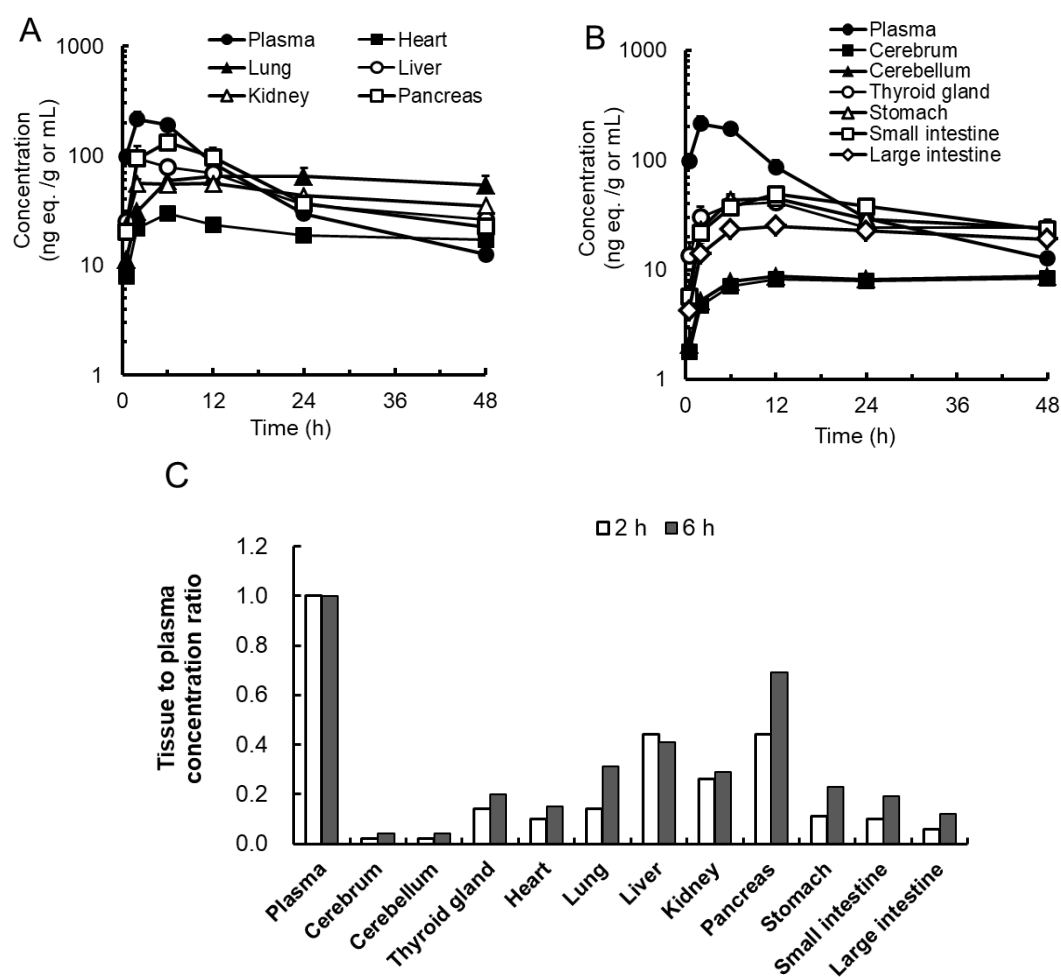 A
Plasma
Heart
Lung
Liver
Kidney
Pancreas
Concentration
(ng eq. /g or mL)
1000
100
10
1
0
12
24
36
48
Time (h)
B
Plasma
Cerebrum
Cerebellum
Thyroid gland
Stomach
Small intestine
Large intestine
Concentration
(ng eq. /g or mL)
1000
100
10
1
0
12
24
36
48
Time (h)
C
2 h
6 h
Tissue to plasma
concentration ratio
1.2
1.0
0.8
0.6
0.4
0.2
0.0
Plasma
Cerebrum
Cerebellum
Thyroid gland
Heart
Lung
Liver
Kidney
Pancreas
Stomach
Small intestine
Large intestine